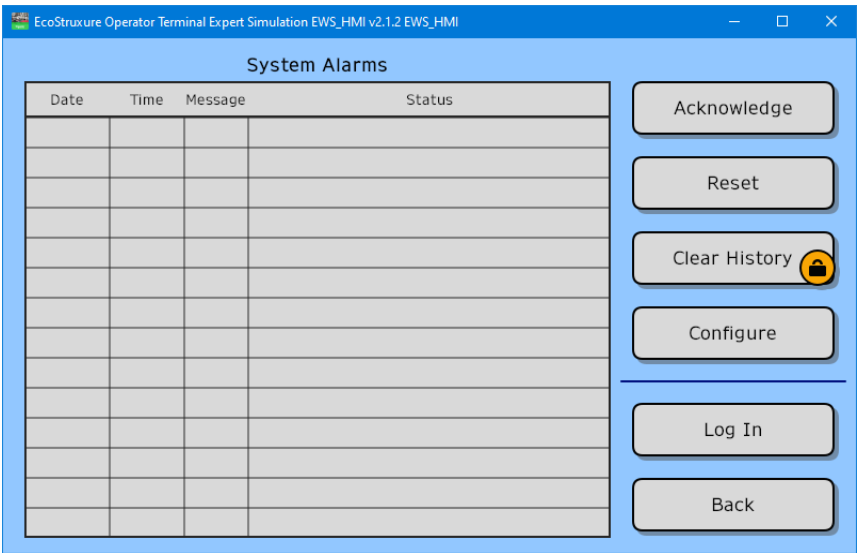 EcoStruxure Operator Terminal Expert Simulation EWS_HMI v2.1.2 EWS_HMI
System Alarms
Date Time Message Status
Acknowledge
Reset
Clear History
Configure
Log In
Back